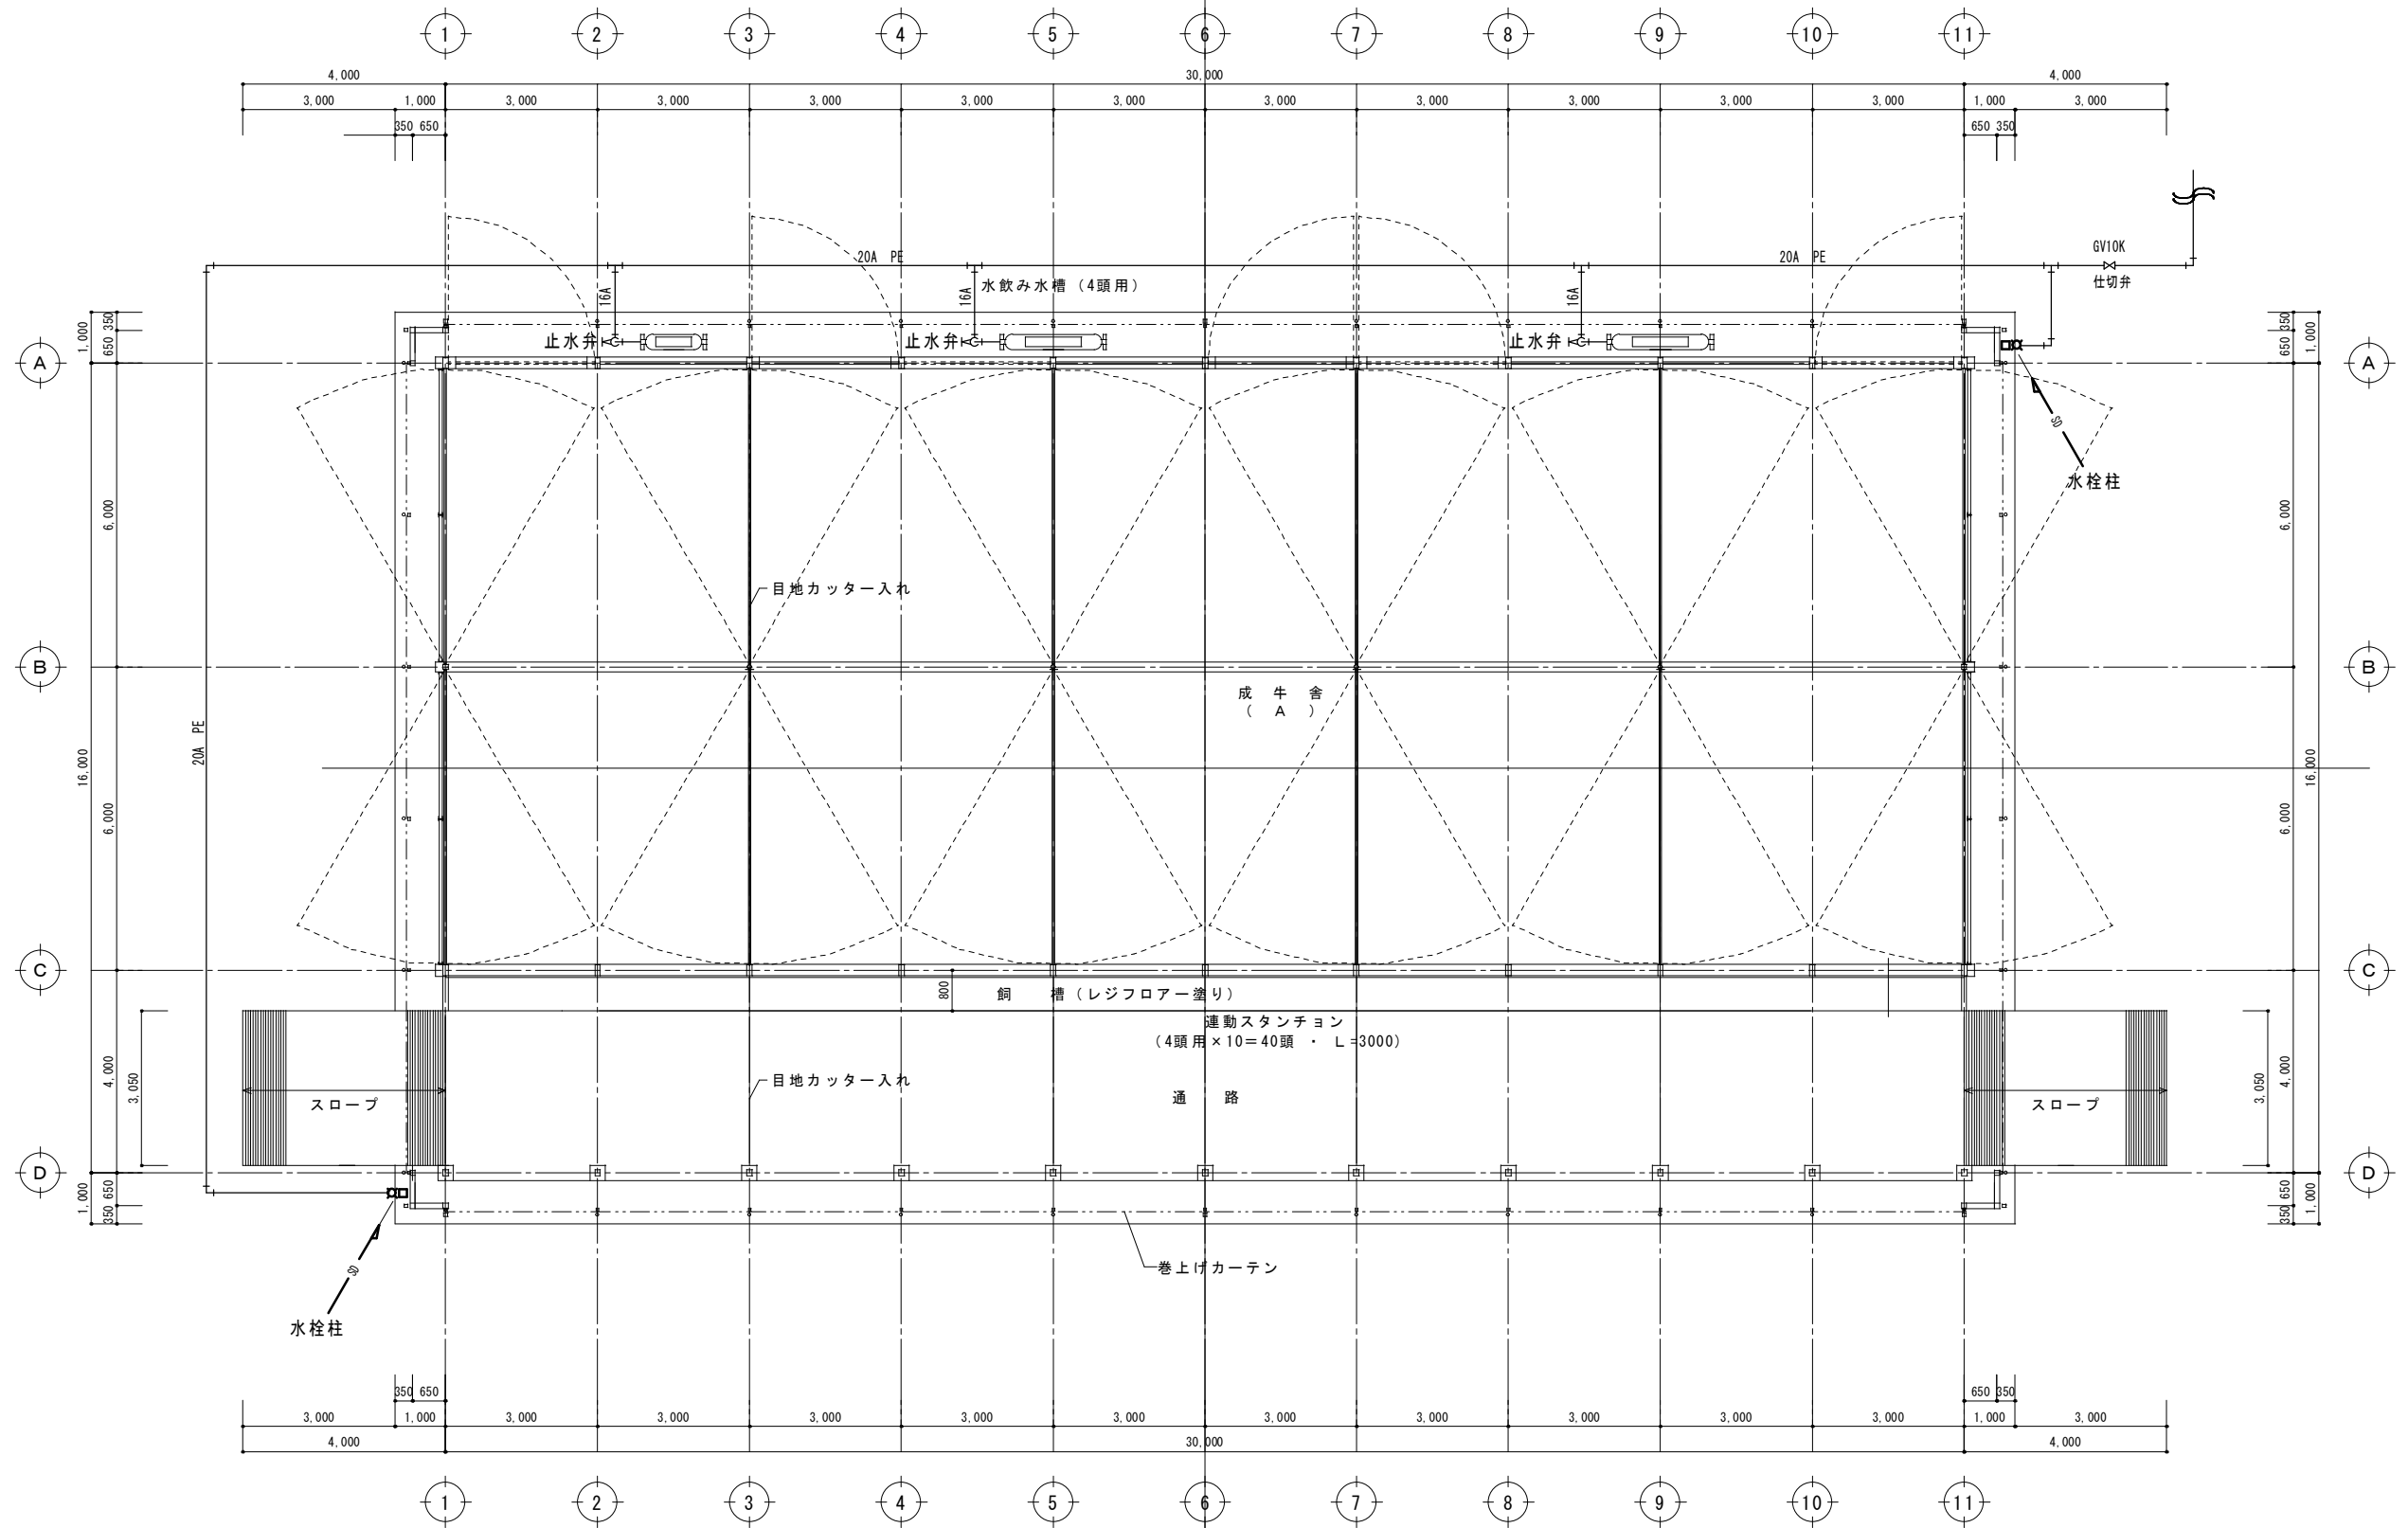 1 2 3 4 5 6 7 8 9 10 11
4,000 30,000 4,000
3,000 1,000 3,000 3,000 3,000 3,000 3,000 3,000 3,000 3,000 3,000 3,000 1,000 3,000
350 650 650 350
GV10K
20A PE 20A PE
仕切弁
16A 16A 水飲み水槽（4頭用） 16A
1,000 350 650 350 650 1,000
止水弁 止水弁 止水弁
A A
SD
水栓柱
6,000 6,000
目地カッター入れ
B B
成 牛 舎
（ A ）
20A PE
16,000 16,000
6,000 6,000
C C
800
飼 槽（レジフロアー塗り）
連動スタンチョン
（4頭用×10＝40頭 ・ L=3000）
4,000 3,050 3,050 4,000
目地カッター入れ
通 路
スロープ スロープ
D D
1,000 650 350 650 350 1,000
SD
巻上げカーテン
水栓柱
350 650 650 350
3,000 1,000 3,000 3,000 3,000 3,000 3,000 3,000 3,000 3,000 3,000 3,000 1,000 3,000
4,000 30,000 4,000
1 2 3 4 5 6 7 8 9 10 11